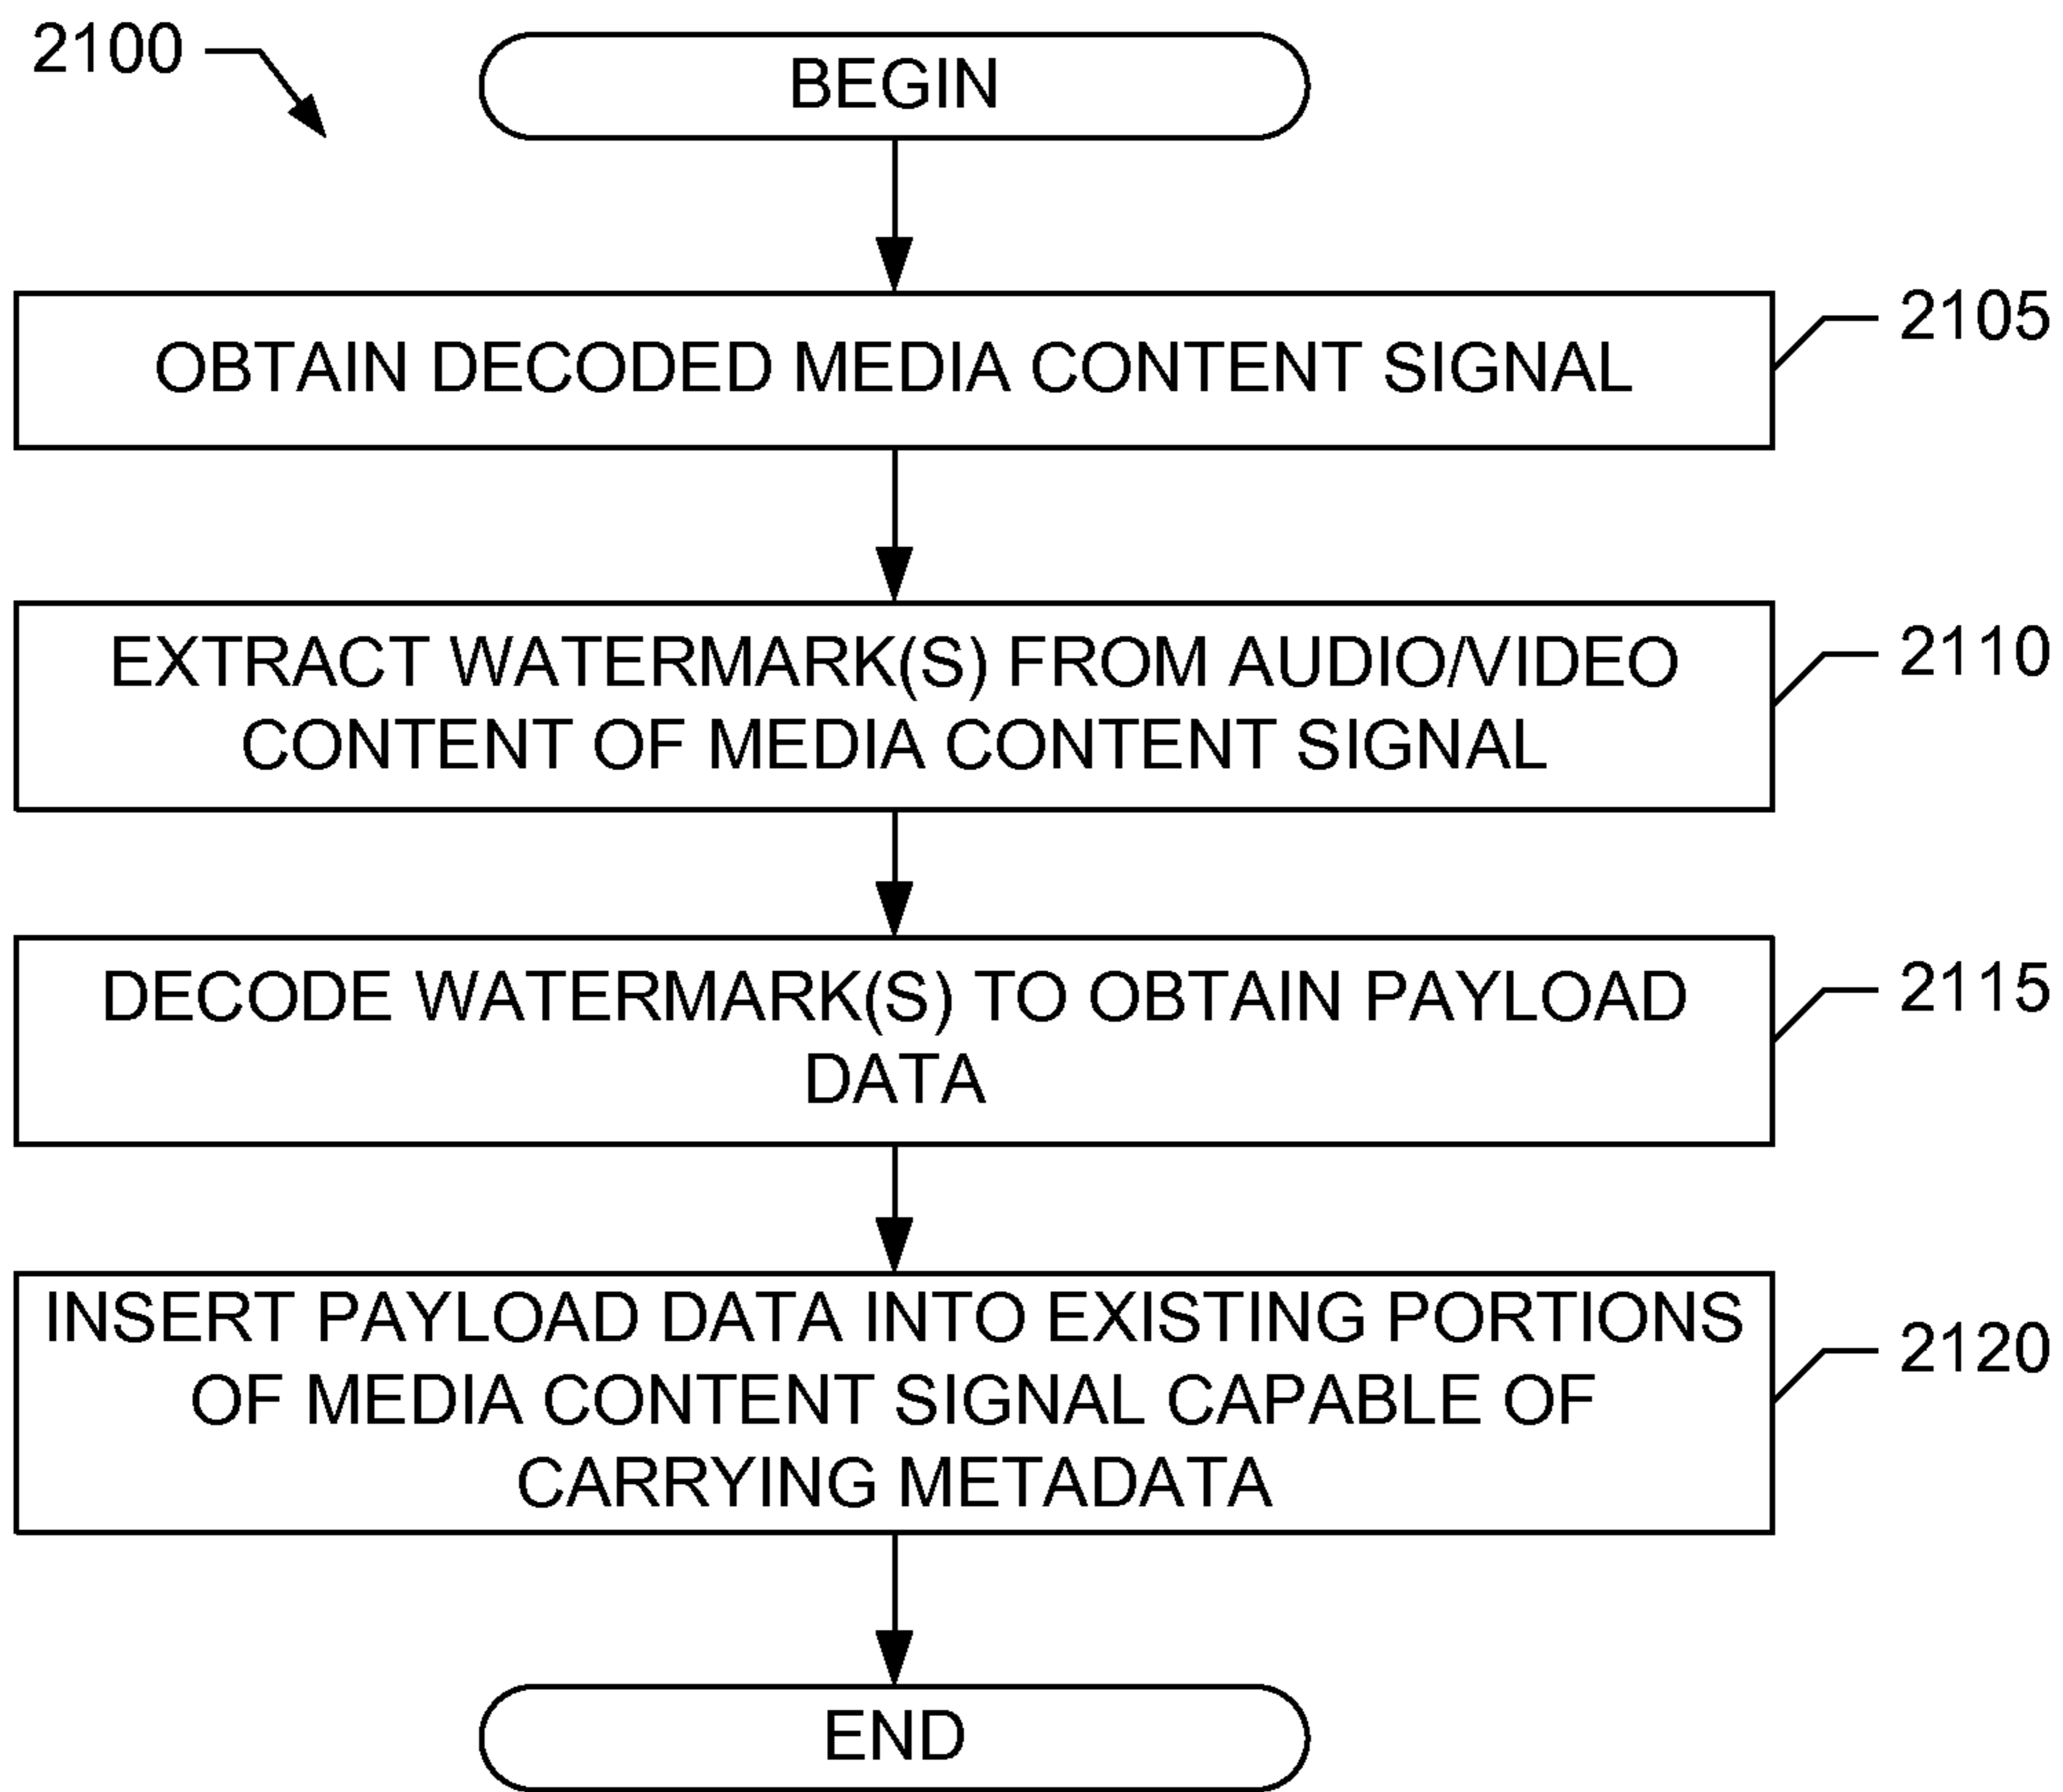 2100
BEGIN
OBTAIN DECODED MEDIA CONTENT SIGNAL
2105
EXTRACT WATERMARK(S) FROM AUDIO/VIDEO
CONTENT OF MEDIA CONTENT SIGNAL
2110
DECODE WATERMARK(S) TO OBTAIN PAYLOAD
DATA
2115
INSERT PAYLOAD DATA INTO EXISTING PORTIONS
OF MEDIA CONTENT SIGNAL CAPABLE OF
CARRYING METADATA
2120
END